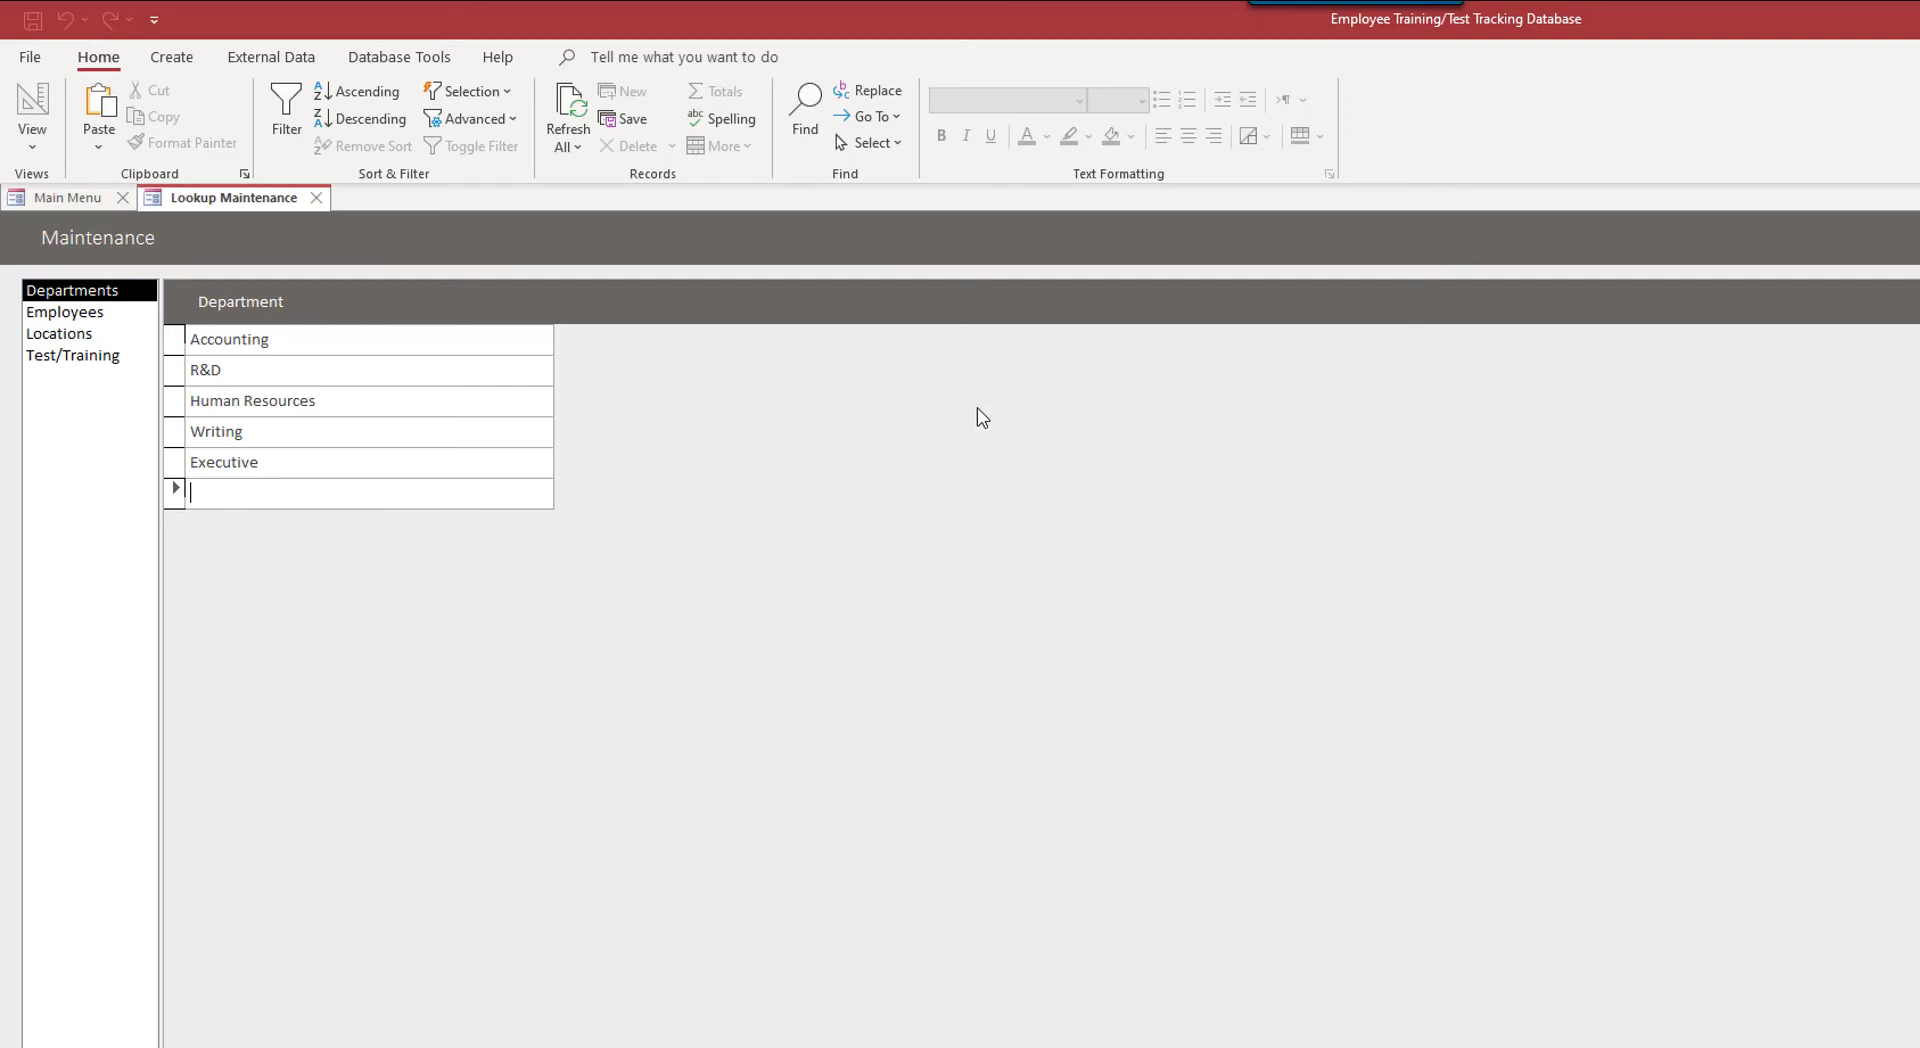 Employee Training/Test Tracking Database
File Home Create External Data Database Tools Help Tell me what you want to do
View
Views
Paste
Cut
Copy
Format Painter
Clipboard
Filter
Ascending
Descending
Remove Sort
Selection
Advanced
Toggle Filter
Sort & Filter
Refresh
All
New
Save
Delete
Totals
Spelling
More
Records
Find
Replace
Go To
Select
Find
B I U
Text Formatting
Main Menu Lookup Maintenance
Maintenance
Departments
Employees
Locations
Test/Training
Department
Accounting
R&D
Human Resources
Writing
Executive